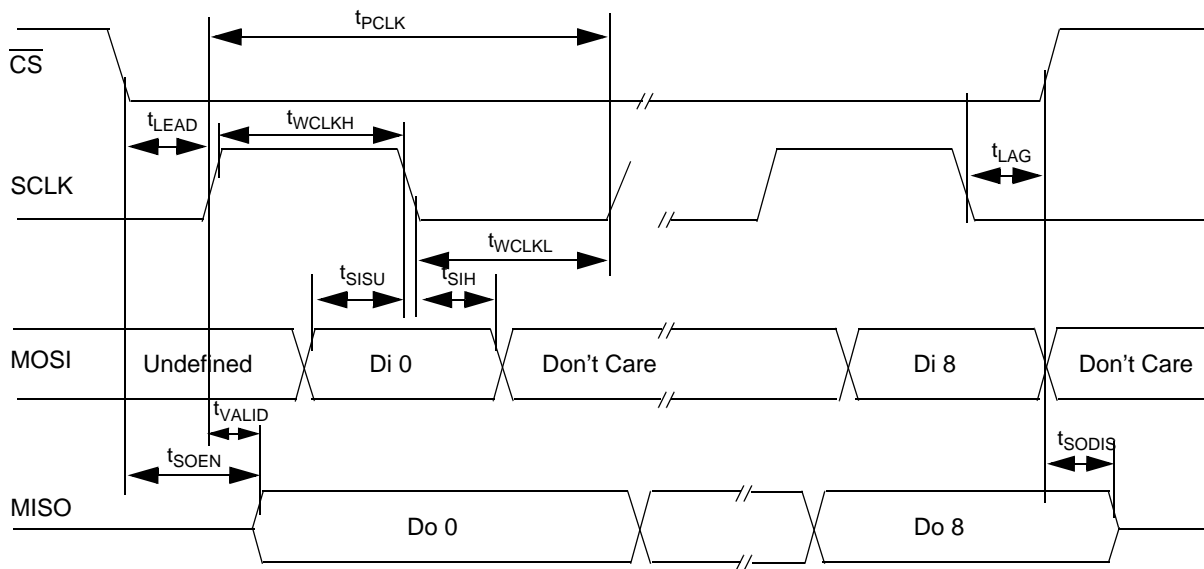 tPCLK
CS
tLEAD
tWCLKH
tLAG
SCLK
tWCLKL
tSISU
tSIH
MOSI
Undefined
Di 0
Don't Care
Di 8
Don't Care
tVALID
tSOEN
tSODIS
MISO
Do 0
Do 8